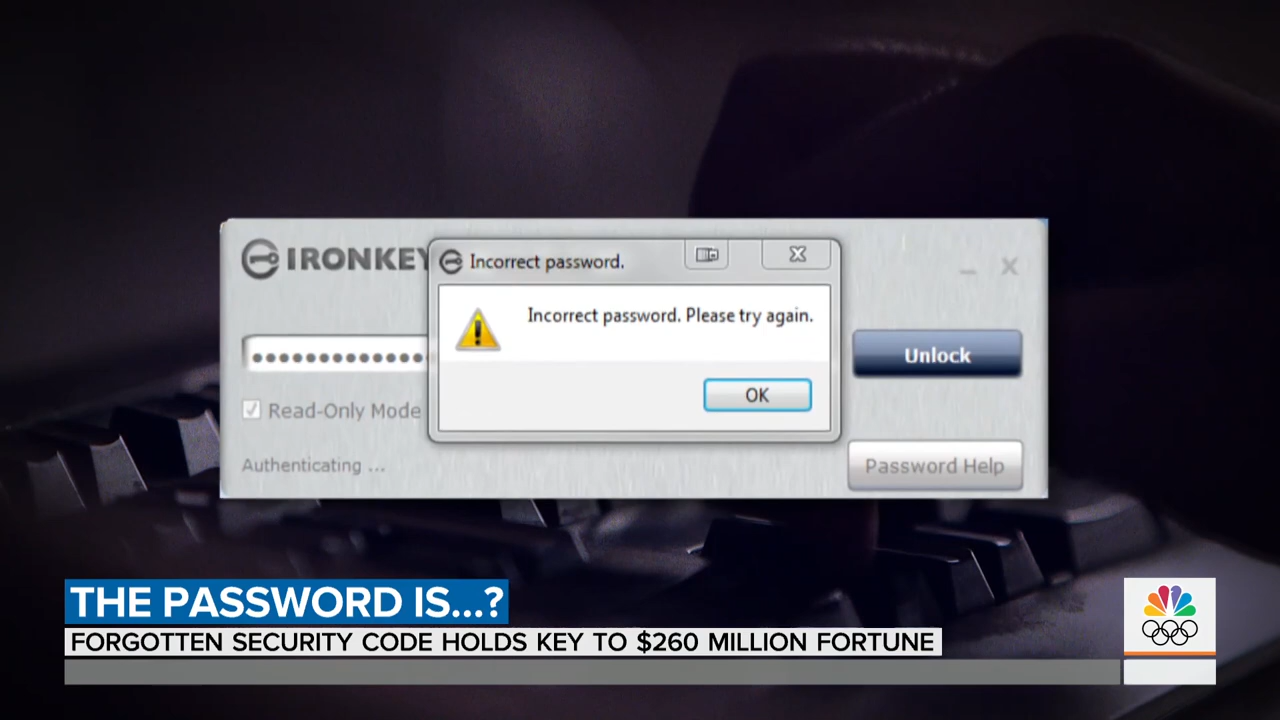 IRONKEY
Incorrect password.
Incorrect password. Please try again.
Unlock
Read-Only Mode
OK
Authenticating ...
Password Help
THE PASSWORD IS...?
FORGOTTEN SECURITY CODE HOLDS KEY TO $260 MILLION FORTUNE